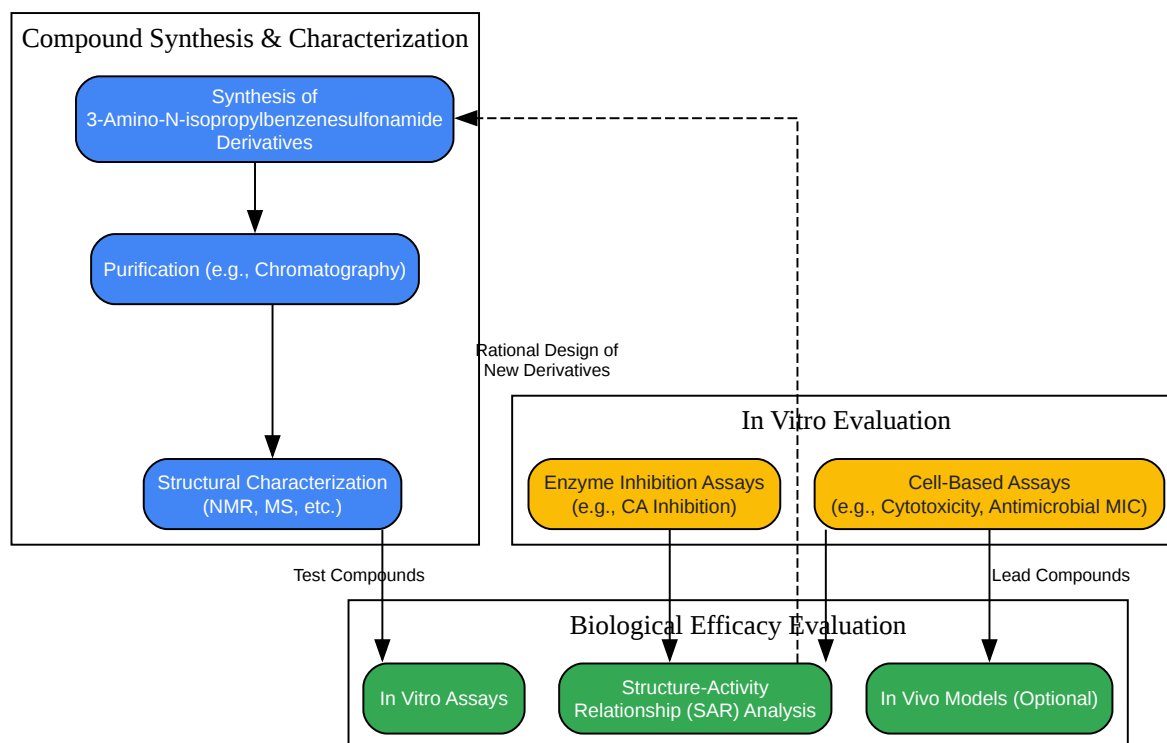 Compound Synthesis & Characterization
Synthesis of
3-Amino-N-isopropylbenzenesulfonamide
Derivatives
Purification (e.g., Chromatography)
Rational Design of
New Derivatives
In Vitro Evaluation
Structural Characterization
(NMR, MS, etc.)
Enzyme Inhibition Assays
(e.g., CA Inhibition)
Cell-Based Assays
(e.g., Cytotoxicity, Antimicrobial MIC)
Test Compounds
Lead Compounds
Biological Efficacy Evaluation
In Vitro Assays
Structure-Activity
Relationship (SAR) Analysis
In Vivo Models (Optional)